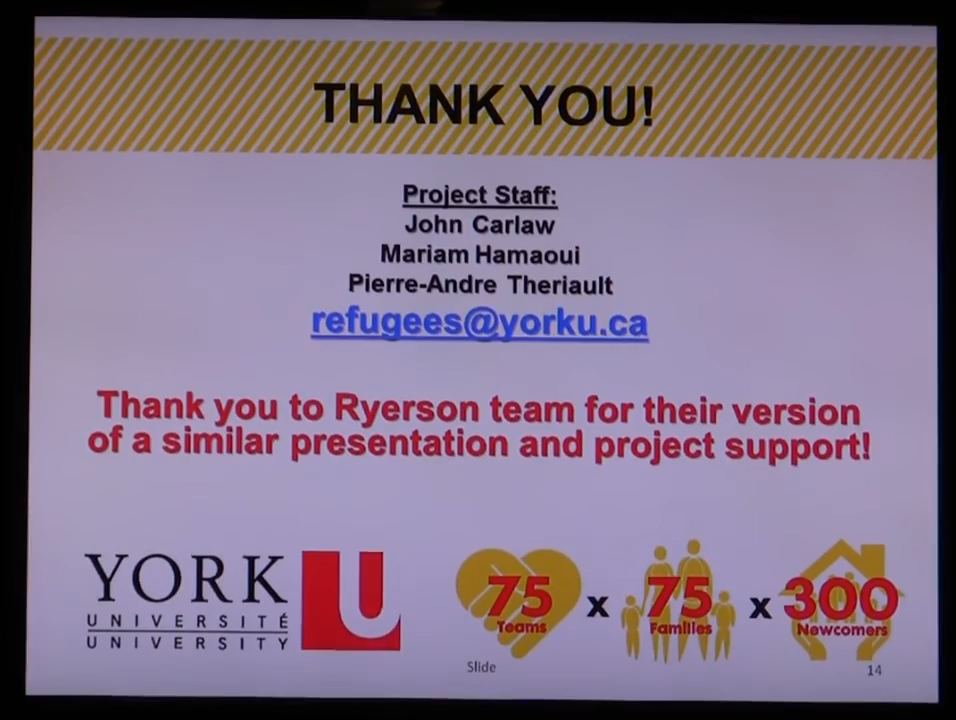 THANK YOU!
Project Staff:
John Carlaw
Mariam Hamaoui
Pierre-Andre Theriault
refugees@yorku.ca
Thank you to Ryerson team for their version
of a similar presentation and project support!
YORK U
UNIVERSITÉ
UNIVERSITY
75 x 75 x 300
Teams Families Newcomers
Slide 14